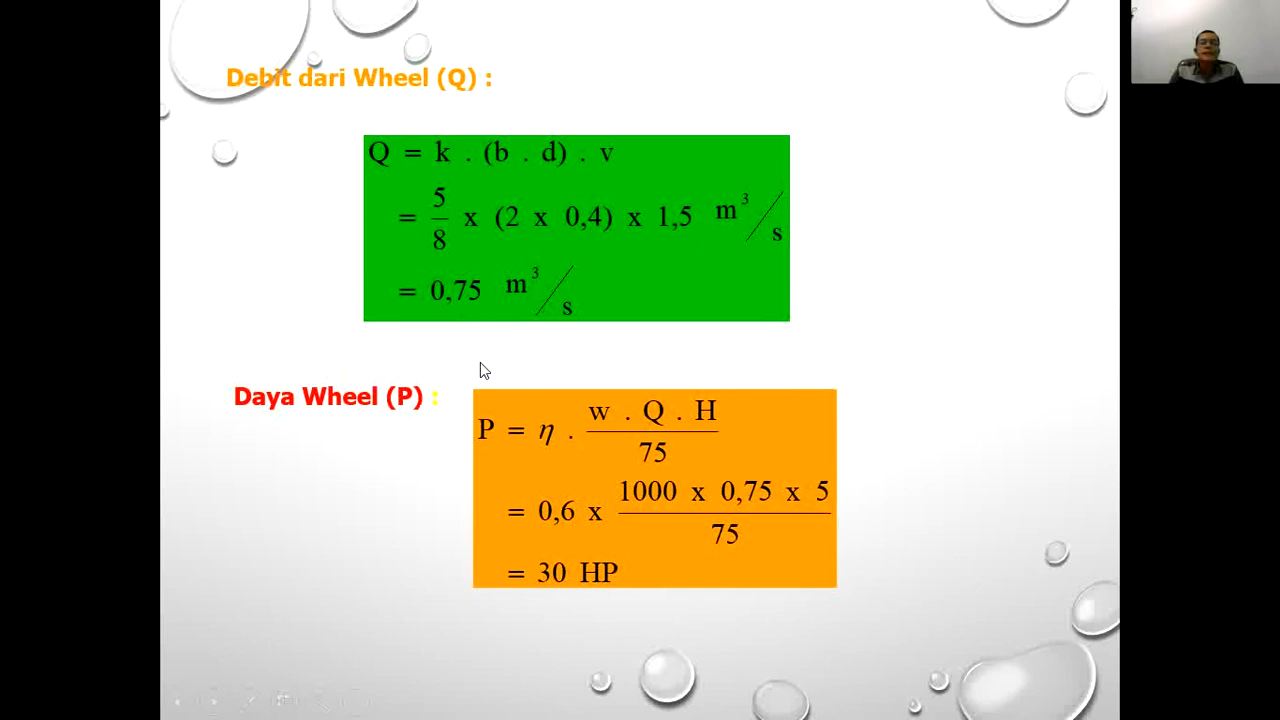 Debit dari Wheel (Q) :
Q = k . (b . d) . v
= 5/8 x (2 x 0,4) x 1,5 m³/s
= 0,75 m³/s
Daya Wheel (P) :
P = η . w . Q . H / 75
= 0,6 x 1000 x 0,75 x 5 / 75
= 30 HP